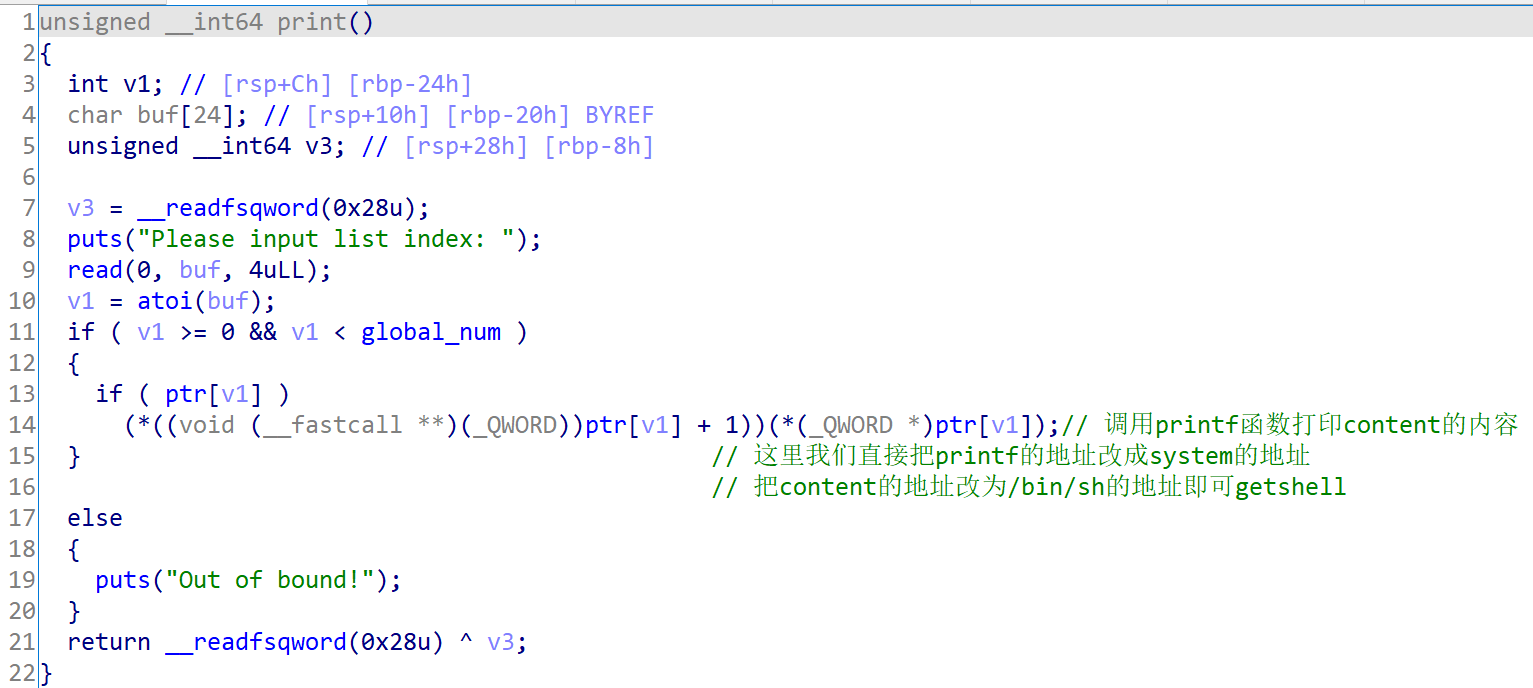 1 unsigned __int64 print()
2 {
3   int v1; // [rsp+Ch] [rbp-24h]
4   char buf[24]; // [rsp+10h] [rbp-20h] BYREF
5   unsigned __int64 v3; // [rsp+28h] [rbp-8h]
6
7   v3 = __readfsqword(0x28u);
8   puts("Please input list index: ");
9   read(0, buf, 4uLL);
10   v1 = atoi(buf);
11   if ( v1 >= 0 && v1 < global_num )
12   {
13     if ( ptr[v1] )
14       (*((void (__fastcall **)(_QWORD))ptr[v1] + 1))(*(_QWORD *)ptr[v1]);// 调用printf函数打印content的内容
15   }                                             // 这里我们直接把printf的地址改成system的地址
16                                                 // 把content的地址改为/bin/sh的地址即可getshell
17   else
18   {
19     puts("Out of bound!");
20   }
21   return __readfsqword(0x28u) ^ v3;
22 }